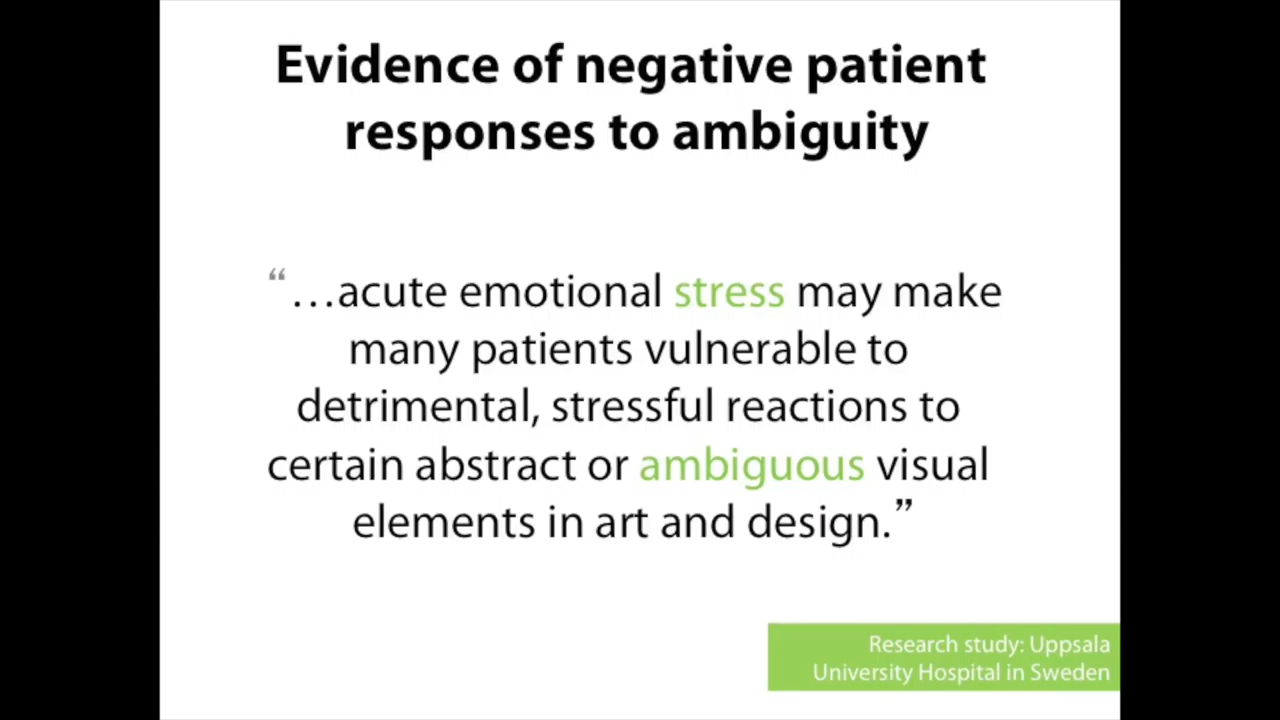 Evidence of negative patient
responses to ambiguity
“…acute emotional stress may make
many patients vulnerable to
detrimental, stressful reactions to
certain abstract or ambiguous visual
elements in art and design.”
Research study: Uppsala
University Hospital in Sweden